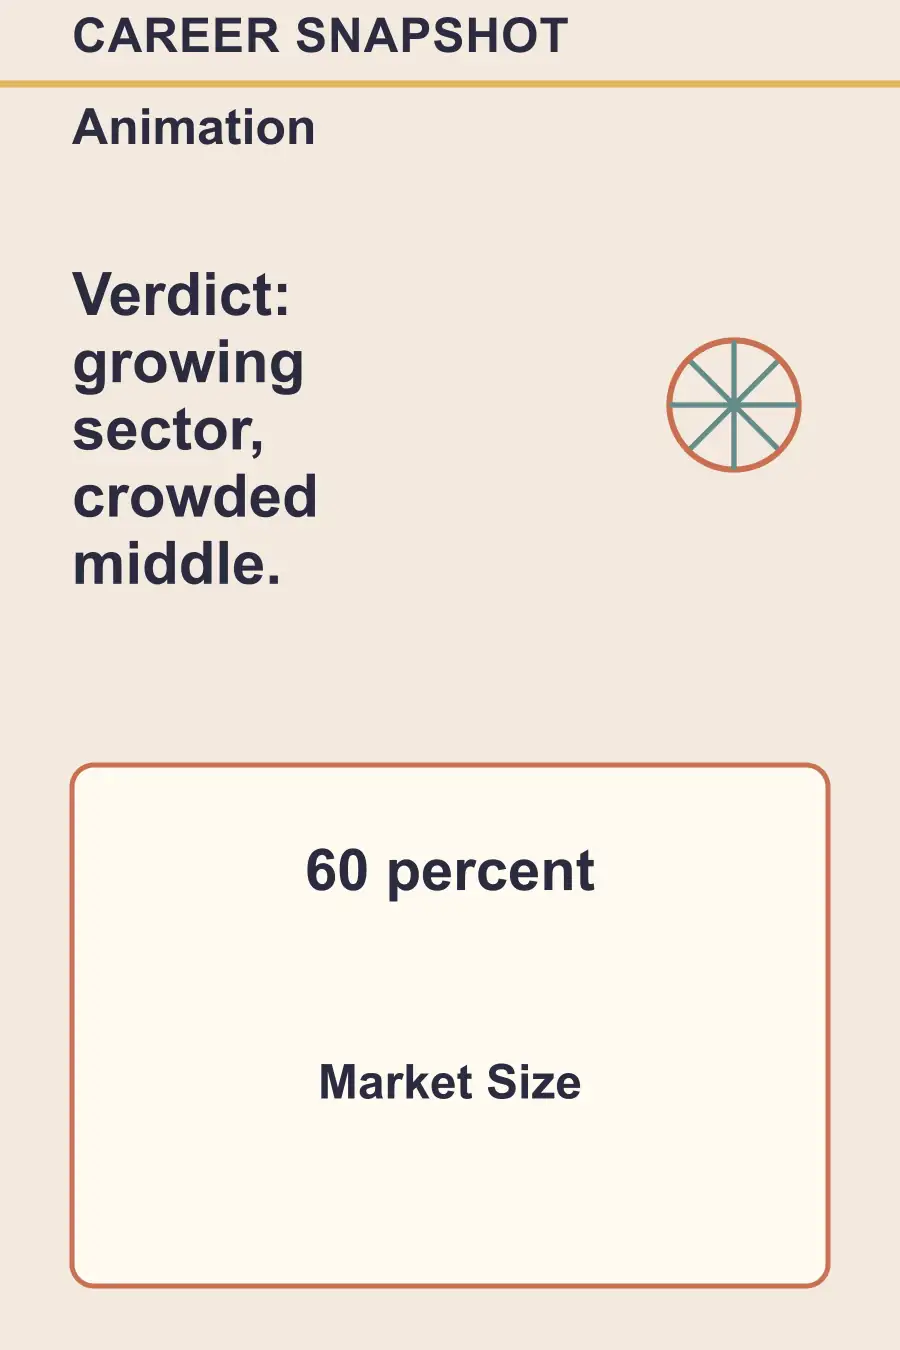 CAREER SNAPSHOT
Animation
Verdict:
growing
sector,
crowded
middle.
60 percent
Market Size